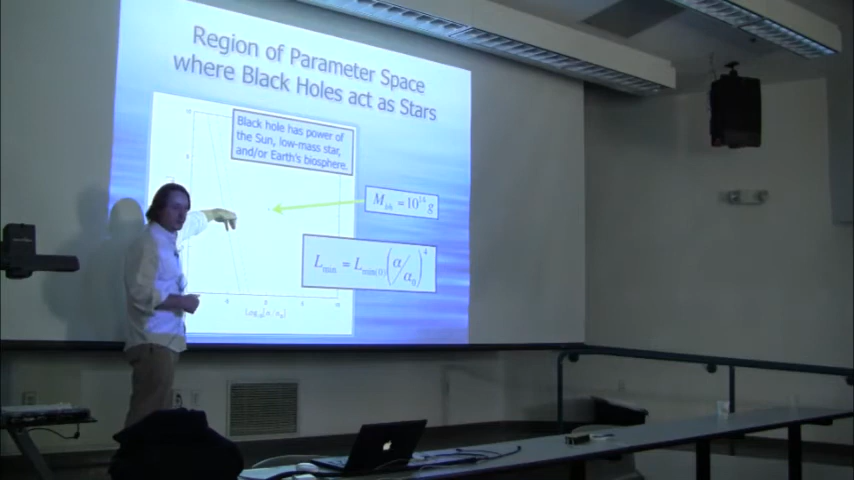 Region of Parameter Space
where Black Holes act as Stars
Black hole has power of
the Sun, low-mass star,
and/or Earth's biosphere.
M_bh = 10^16 g
L_min = L_min(0) (α/α_0)^4